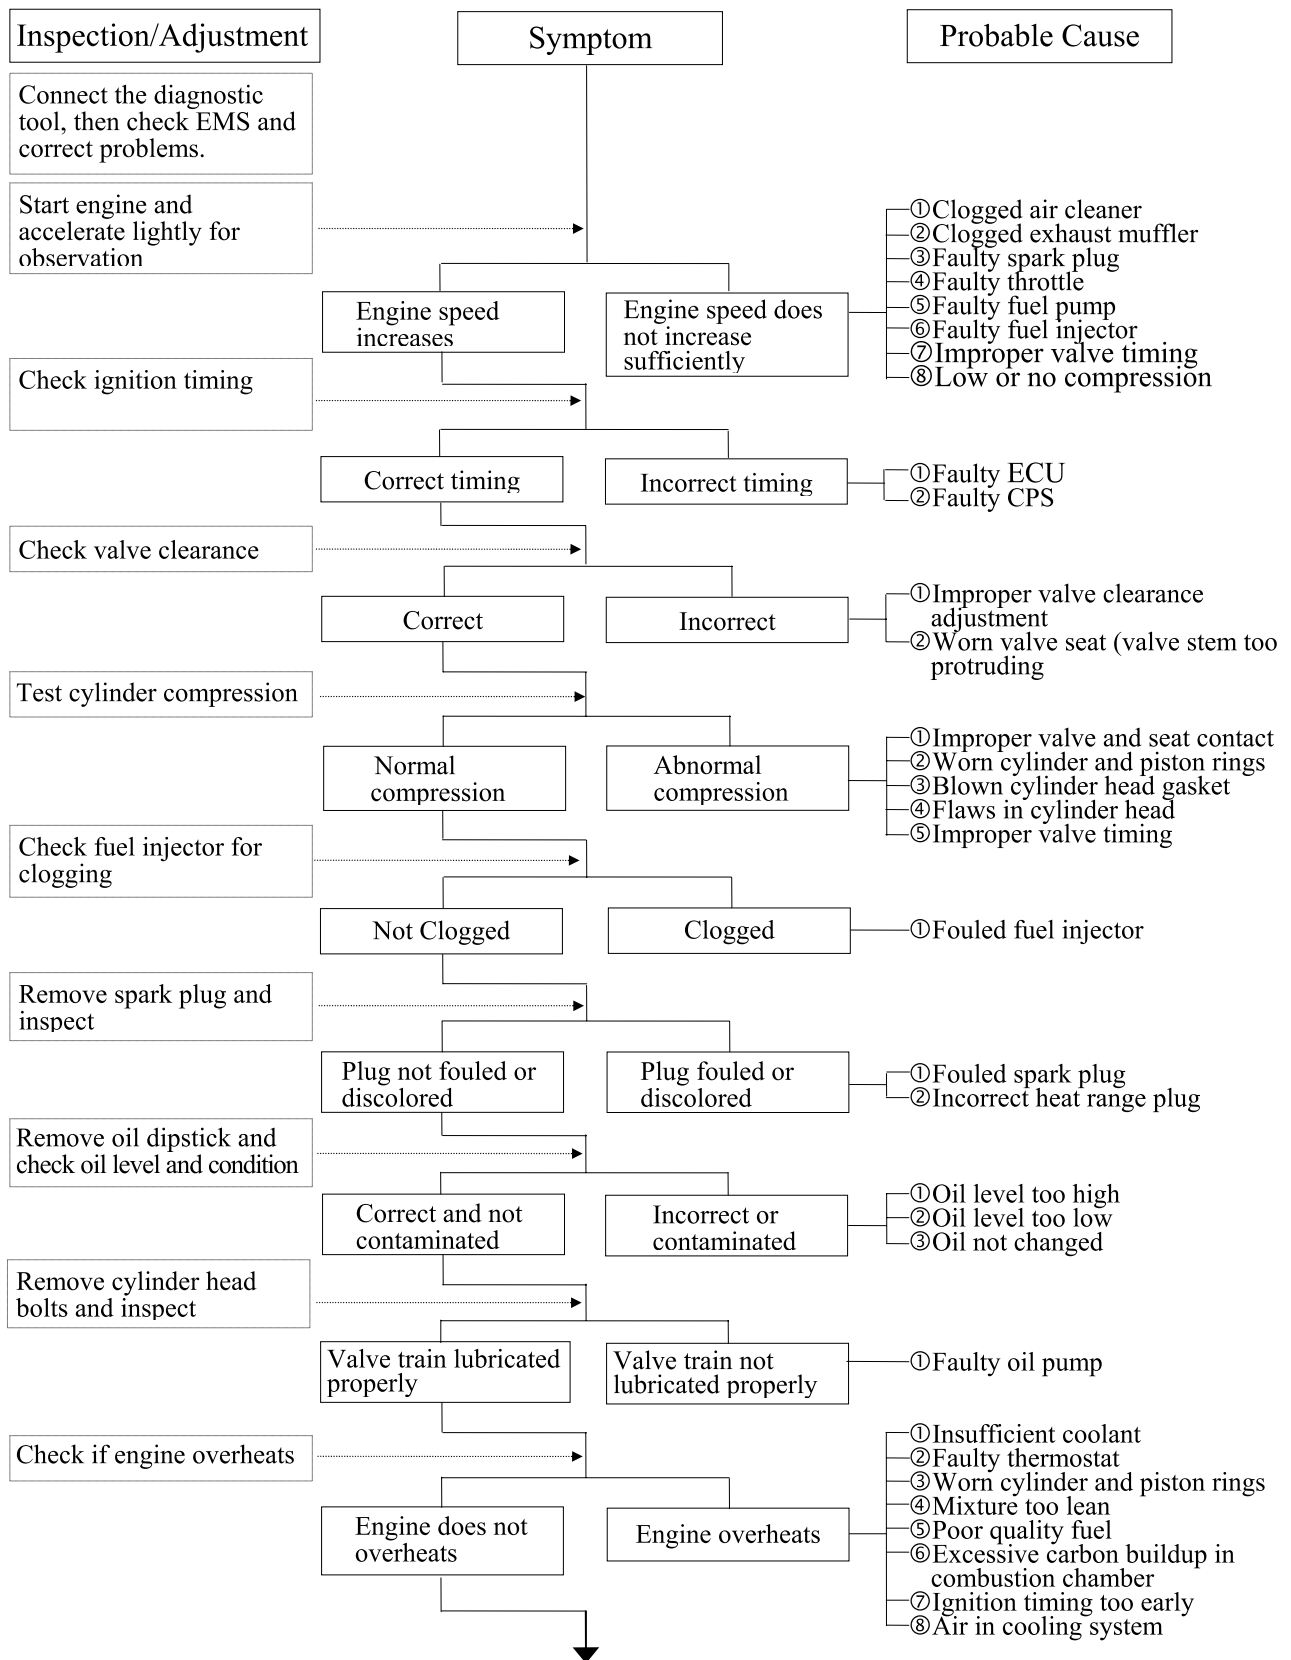 Inspection/Adjustment
Symptom
Probable Cause
Connect the diagnostic
tool, then check EMS and
correct problems.
Start engine and
accelerate lightly for
observation
①Clogged air cleaner
②Clogged exhaust muffler
③Faulty spark plug
④Faulty throttle
⑤Faulty fuel pump
⑥Faulty fuel injector
⑦Improper valve timing
⑧Low or no compression
Engine speed
increases
Engine speed does
not increase
sufficiently
Check ignition timing
Correct timing
Incorrect timing
①Faulty ECU
②Faulty CPS
Check valve clearance
Correct
Incorrect
①Improper valve clearance
adjustment
②Worn valve seat (valve stem too
protruding
Test cylinder compression
Normal
compression
Abnormal
compression
①Improper valve and seat contact
②Worn cylinder and piston rings
③Blown cylinder head gasket
④Flaws in cylinder head
⑤Improper valve timing
Check fuel injector for
clogging
Not Clogged
Clogged
①Fouled fuel injector
Remove spark plug and
inspect
Plug not fouled or
discolored
Plug fouled or
discolored
①Fouled spark plug
②Incorrect heat range plug
Remove oil dipstick and
check oil level and condition
Correct and not
contaminated
Incorrect or
contaminated
①Oil level too high
②Oil level too low
③Oil not changed
Remove cylinder head
bolts and inspect
Valve train lubricated
properly
Valve train not
lubricated properly
①Faulty oil pump
Check if engine overheats
Engine does not
overheats
Engine overheats
①Insufficient coolant
②Faulty thermostat
③Worn cylinder and piston rings
④Mixture too lean
⑤Poor quality fuel
⑥Excessive carbon buildup in
combustion chamber
⑦Ignition timing too early
⑧Air in cooling system